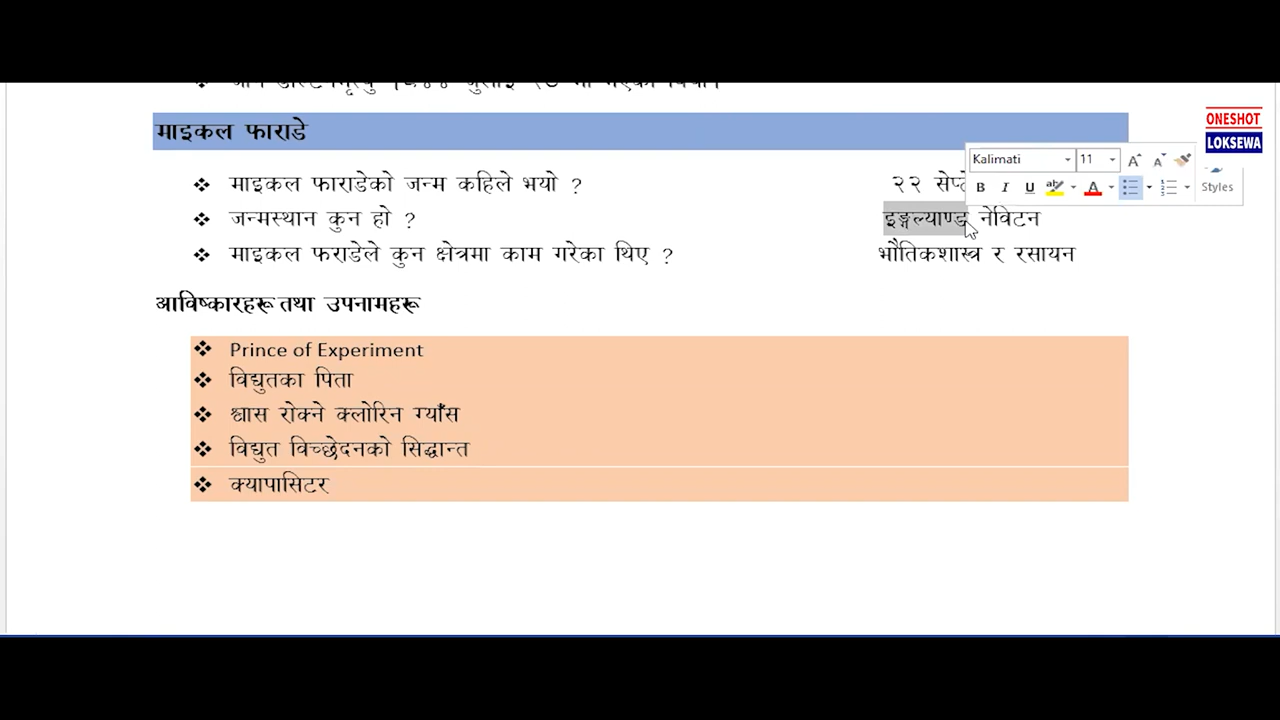 माइकल फाराडे
ONESHOT
LOKSEWA
Kalimati 11
B I U Styles
माइकल फाराडेको जन्म कहिले भयो ? २२
जन्मस्थान कुन हो ? इङ्गल्याण्ड नेविटन
माइकल फराडेले कुन क्षेत्रमा काम गरेका थिए ? भौतिकशास्त्र र रसायन
आविष्कारहरू तथा उपनामहरू
Prince of Experiment
विद्युतका पिता
श्वास रोक्ने क्लोरिन ग्याँस
विद्युत विच्छेदनको सिद्धान्त
क्यापासिटर